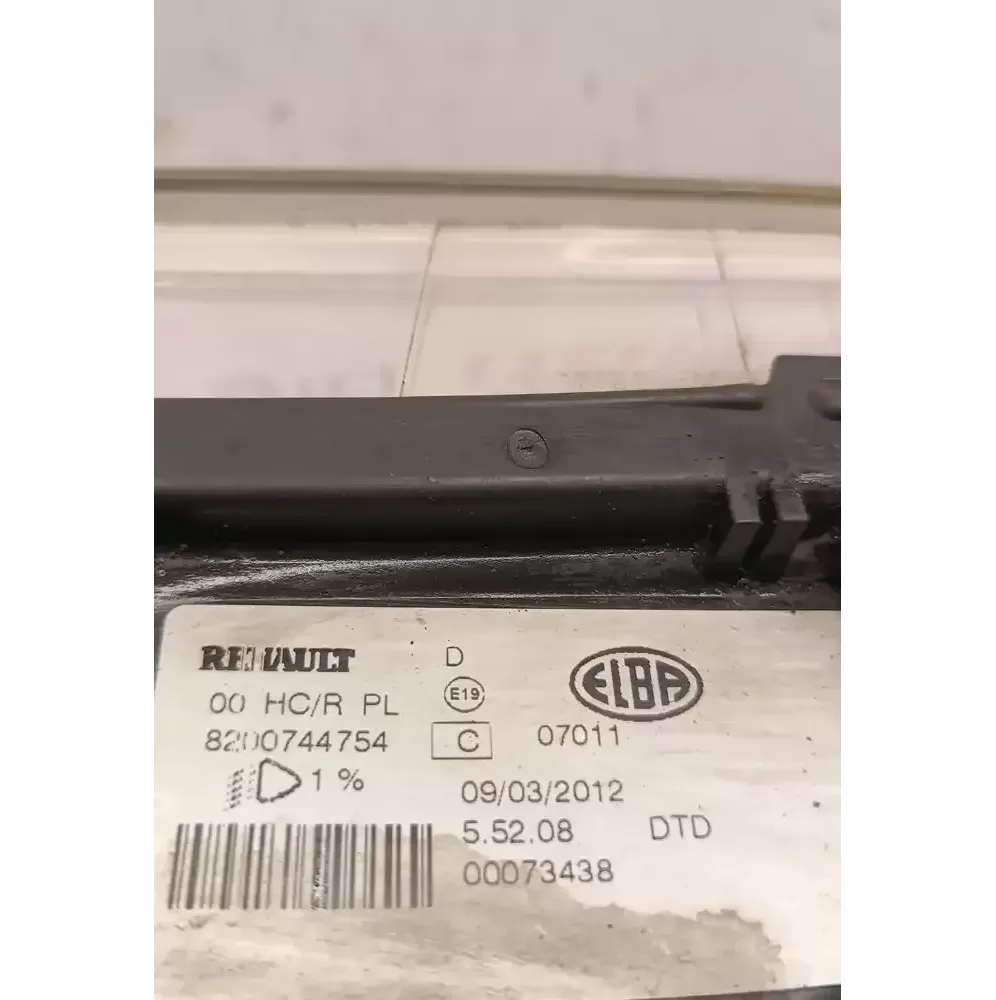 RENAULT D ELBA
00 HC/R PL E19
8200744754 C 07011
1 % 09/03/2012
5.52.08 DTD
00073438